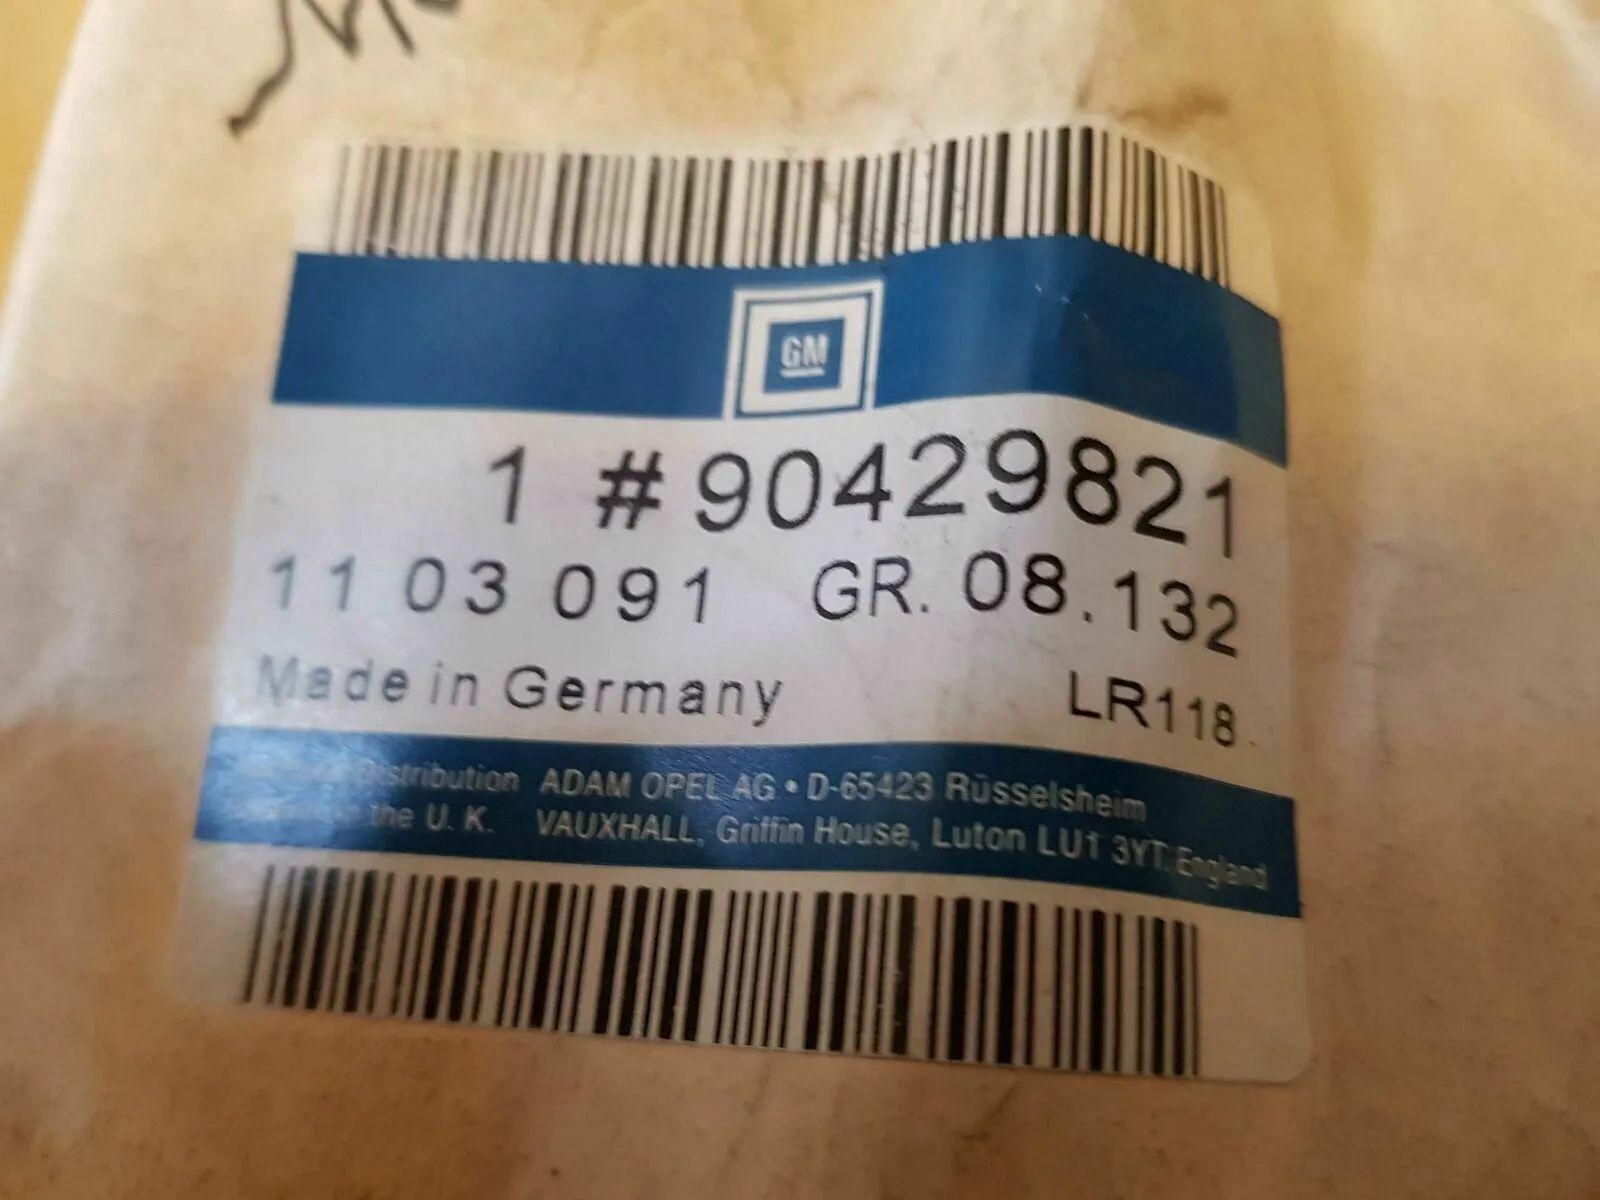 GM
1 #90429821
11 03 091 GR. 08.132
Made in Germany LR118
Distribution ADAM OPEL AG • D-65423 Rüsselsheim
the U. K. VAUXHALL, Griffin House, Luton LU1 3YT, England